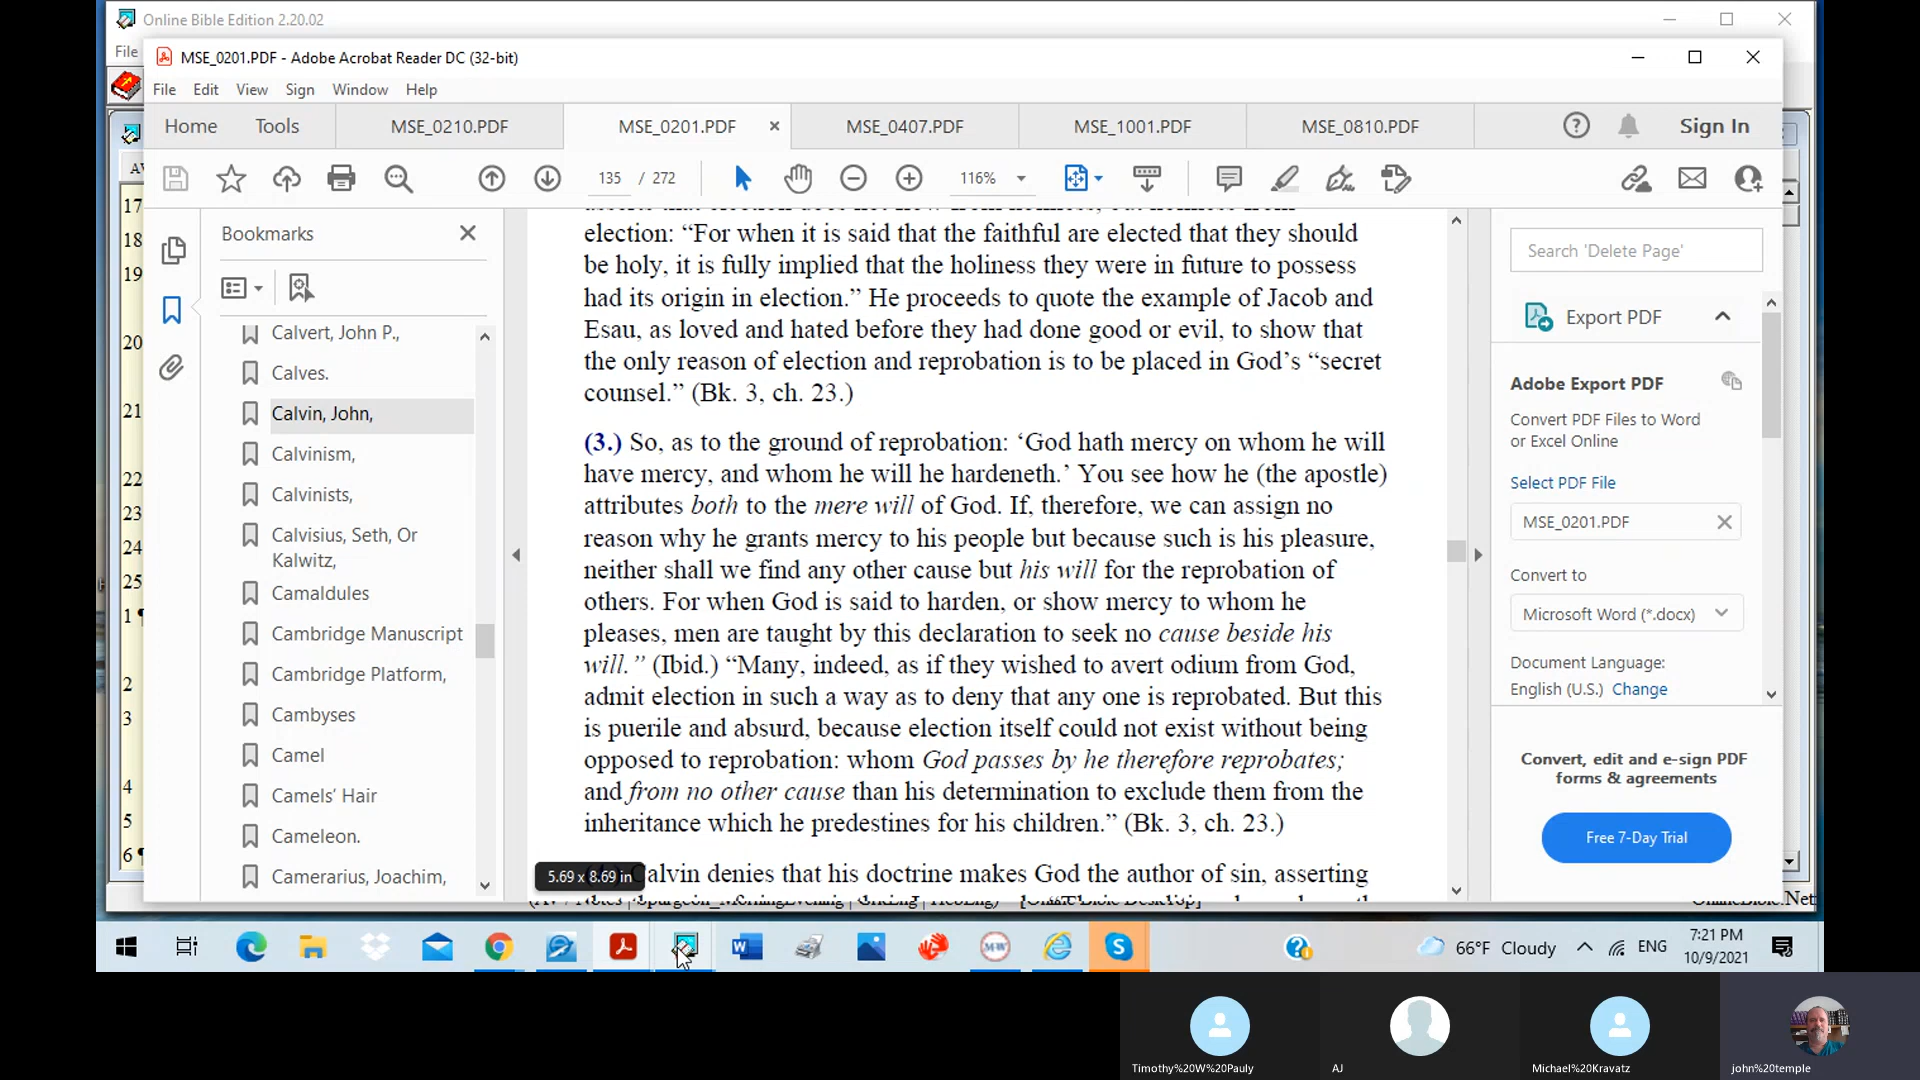 Online Bible Edition 2.20.02
File
MSE_0201.PDF - Adobe Acrobat Reader DC (32-bit)
File Edit View Sign Window Help
Home Tools MSE_0210.PDF MSE_0201.PDF MSE_0407.PDF MSE_1001.PDF MSE_0810.PDF Sign In
135 / 272 116%
Bookmarks
Calvert, John P.,
Calves.
Calvin, John,
Calvinism,
Calvinists,
Calvisius, Seth, Or
Kalwitz,
Camaldules
Cambridge Manuscript
Cambridge Platform,
Cambyses
Camel
Camels’ Hair
Cameleon.
Camerarius, Joachim,
17
18
19
20
21
22
23
24
25
1 ¶
2
3
4
5
6 ¶
election: “For when it is said that the faithful are elected that they should
be holy, it is fully implied that the holiness they were in future to possess
had its origin in election.” He proceeds to quote the example of Jacob and
Esau, as loved and hated before they had done good or evil, to show that
the only reason of election and reprobation is to be placed in God’s “secret
counsel.” (Bk. 3, ch. 23.)
(3.) So, as to the ground of reprobation: ‘God hath mercy on whom he will
have mercy, and whom he will he hardeneth.’ You see how he (the apostle)
attributes both to the mere will of God. If, therefore, we can assign no
reason why he grants mercy to his people but because such is his pleasure,
neither shall we find any other cause but his will for the reprobation of
others. For when God is said to harden, or show mercy to whom he
pleases, men are taught by this declaration to seek no cause beside his
will.” (Ibid.) “Many, indeed, as if they wished to avert odium from God,
admit election in such a way as to deny that any one is reprobated. But this
is puerile and absurd, because election itself could not exist without being
opposed to reprobation: whom God passes by he therefore reprobates;
and from no other cause than his determination to exclude them from the
inheritance which he predestines for his children.” (Bk. 3, ch. 23.)
Calvin denies that his doctrine makes God the author of sin, asserting
5.69 x 8.69 in
Search 'Delete Page'
Export PDF
Adobe Export PDF
Convert PDF Files to Word
or Excel Online
Select PDF File
MSE_0201.PDF
Convert to
Microsoft Word (*.docx)
Document Language:
English (U.S.) Change
Convert, edit and e-sign PDF
forms & agreements
Free 7-Day Trial
OnlineBible.Net
66°F Cloudy ENG 7:21 PM
10/9/2021
Timothy%20W%20Pauly AJ Michael%20Kravatz john%20temple